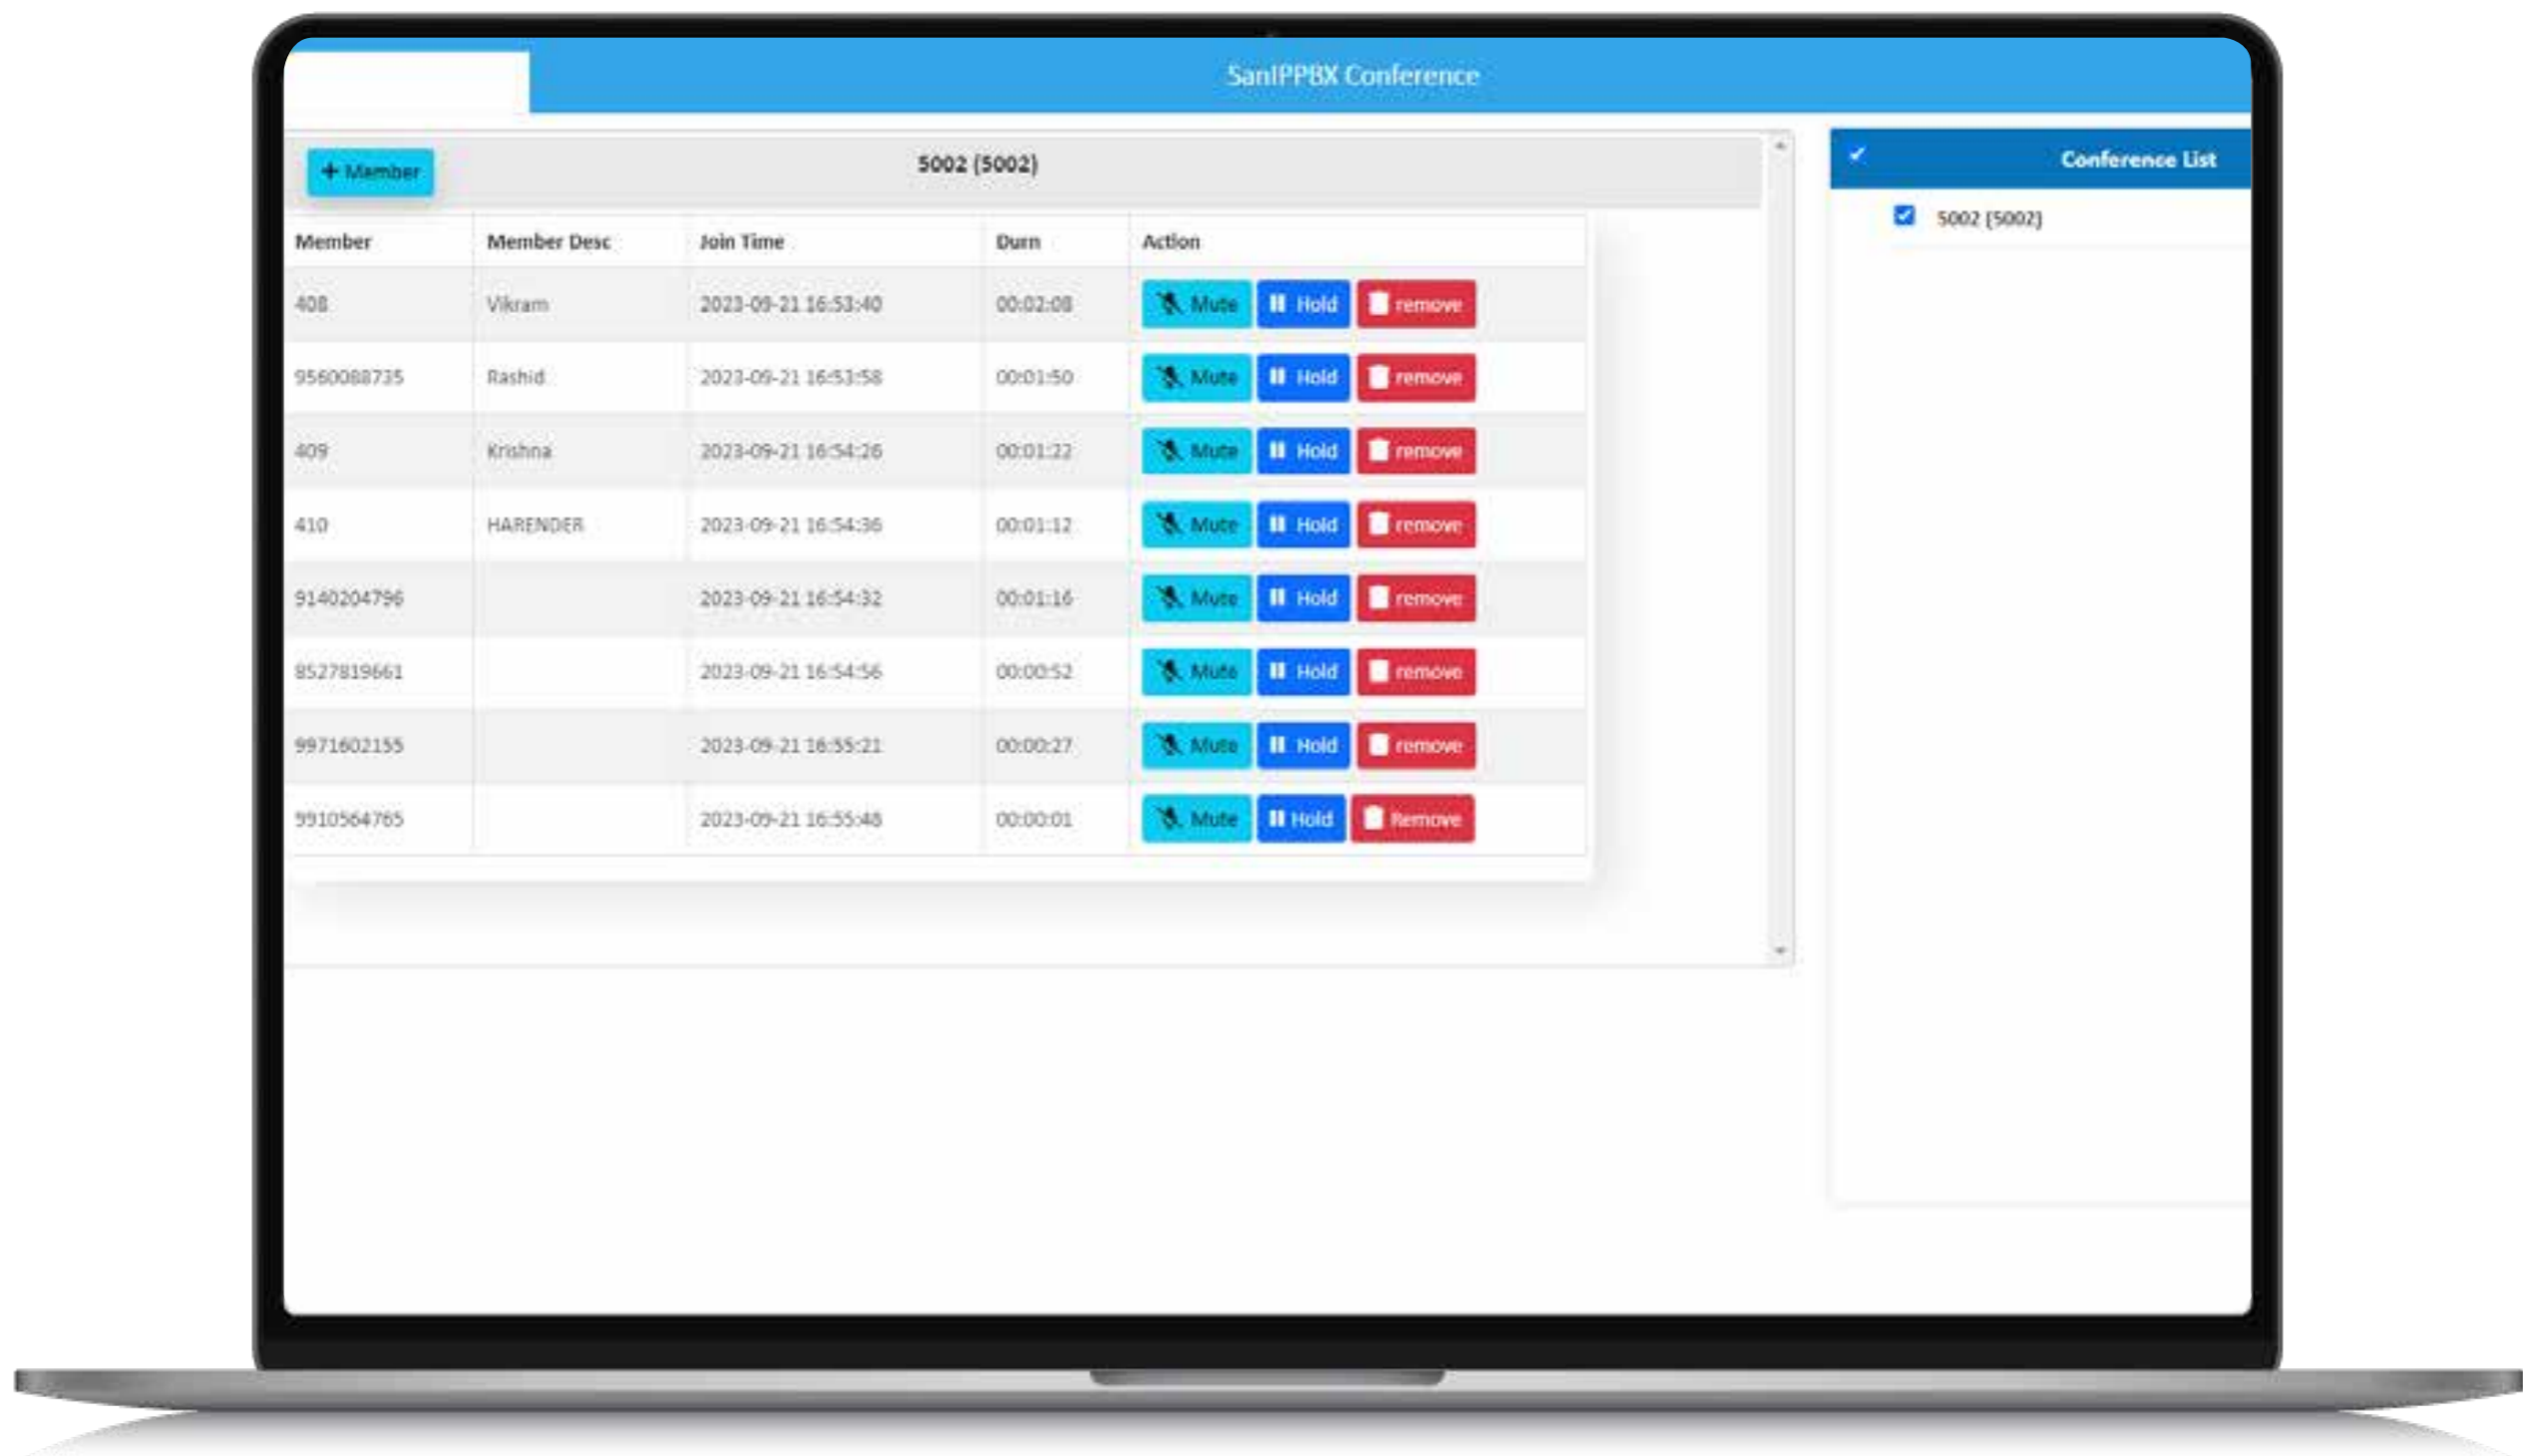 SanIPPBX Conference
+ Member
5002 (5002)
Member Member Desc Join Time Durn Action
408 Vikram 2023-09-21 16:53:40 00:02:08 Mute Hold remove
9560088735 Rashid 2023-09-21 16:53:58 00:01:50 Mute Hold remove
409 Krishna 2023-09-21 16:54:26 00:01:22 Mute Hold remove
410 HARENDER 2023-09-21 16:54:36 00:01:12 Mute Hold remove
9140204796 2023-09-21 16:54:32 00:01:16 Mute Hold remove
8527819661 2023-09-21 16:54:56 00:00:52 Mute Hold remove
9971602155 2023-09-21 16:55:21 00:00:27 Mute Hold remove
9910564765 2023-09-21 16:55:48 00:00:01 Mute Hold Remove
Conference List
5002 (5002)